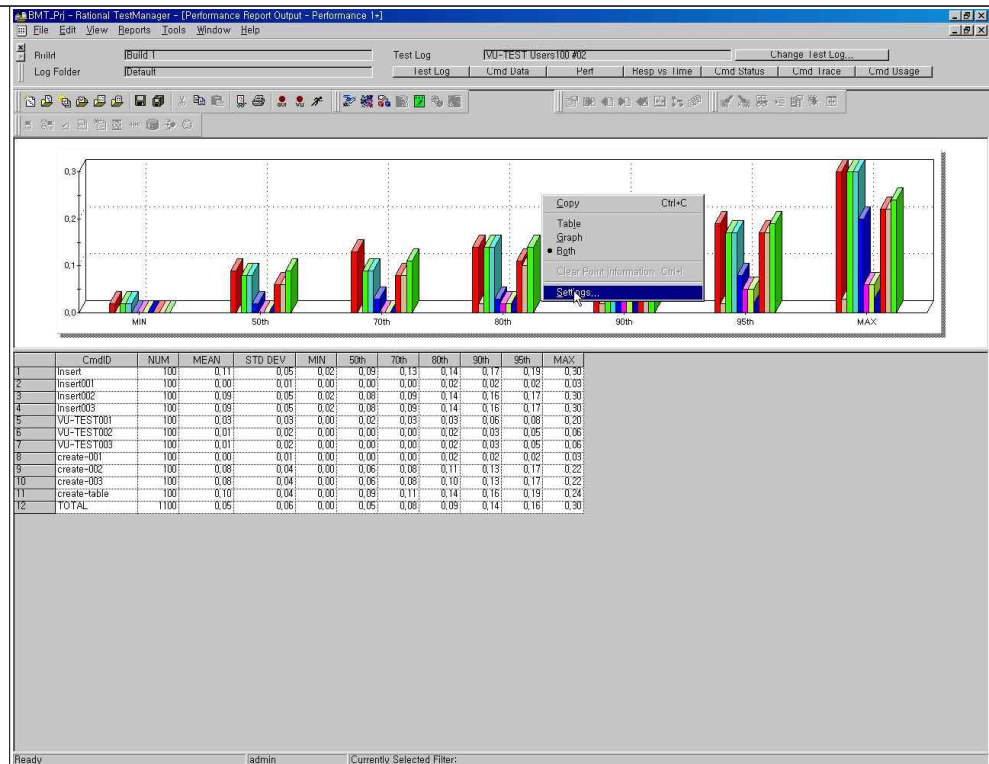 BMT_Prj - Rational TestManager - [Performance Report Output - Performance 1+]
File Edit View Reports Tools Window Help
Build Build 1 Test Log VU-TEST Users100 #02 Change Test Log...
Log Folder Default Test Log Cmd Data Perf Resp vs Time Cmd Status Cmd Trace Cmd Usage
0,3
0,2
0,1
0,0
MIN 50th 70th 80th 90th 95th MAX
Copy Ctrl+C
Table
Graph
Both
Clear Point Information Ctrl+I
Settings...
CmdID NUM MEAN STD DEV MIN 50th 70th 80th 90th 95th MAX
1 Insert 100 0,11 0,05 0,02 0,09 0,13 0,14 0,17 0,19 0,30
2 Insert001 100 0,00 0,01 0,00 0,00 0,00 0,02 0,02 0,02 0,03
3 Insert002 100 0,09 0,05 0,02 0,08 0,09 0,14 0,16 0,17 0,30
4 Insert003 100 0,09 0,05 0,02 0,08 0,09 0,14 0,16 0,17 0,30
5 VU-TEST001 100 0,03 0,03 0,00 0,02 0,03 0,03 0,06 0,08 0,20
6 VU-TEST002 100 0,01 0,02 0,00 0,00 0,00 0,02 0,03 0,05 0,06
7 VU-TEST003 100 0,01 0,02 0,00 0,00 0,00 0,02 0,03 0,05 0,06
8 create-001 100 0,00 0,01 0,00 0,00 0,00 0,02 0,02 0,02 0,03
9 create-002 100 0,08 0,04 0,00 0,06 0,08 0,11 0,13 0,17 0,22
10 create-003 100 0,08 0,04 0,00 0,06 0,08 0,10 0,13 0,17 0,22
11 create-table 100 0,10 0,04 0,00 0,09 0,11 0,14 0,16 0,19 0,24
12 TOTAL 1100 0,05 0,06 0,00 0,05 0,08 0,09 0,14 0,16 0,30
Ready admin Currently Selected Filter: